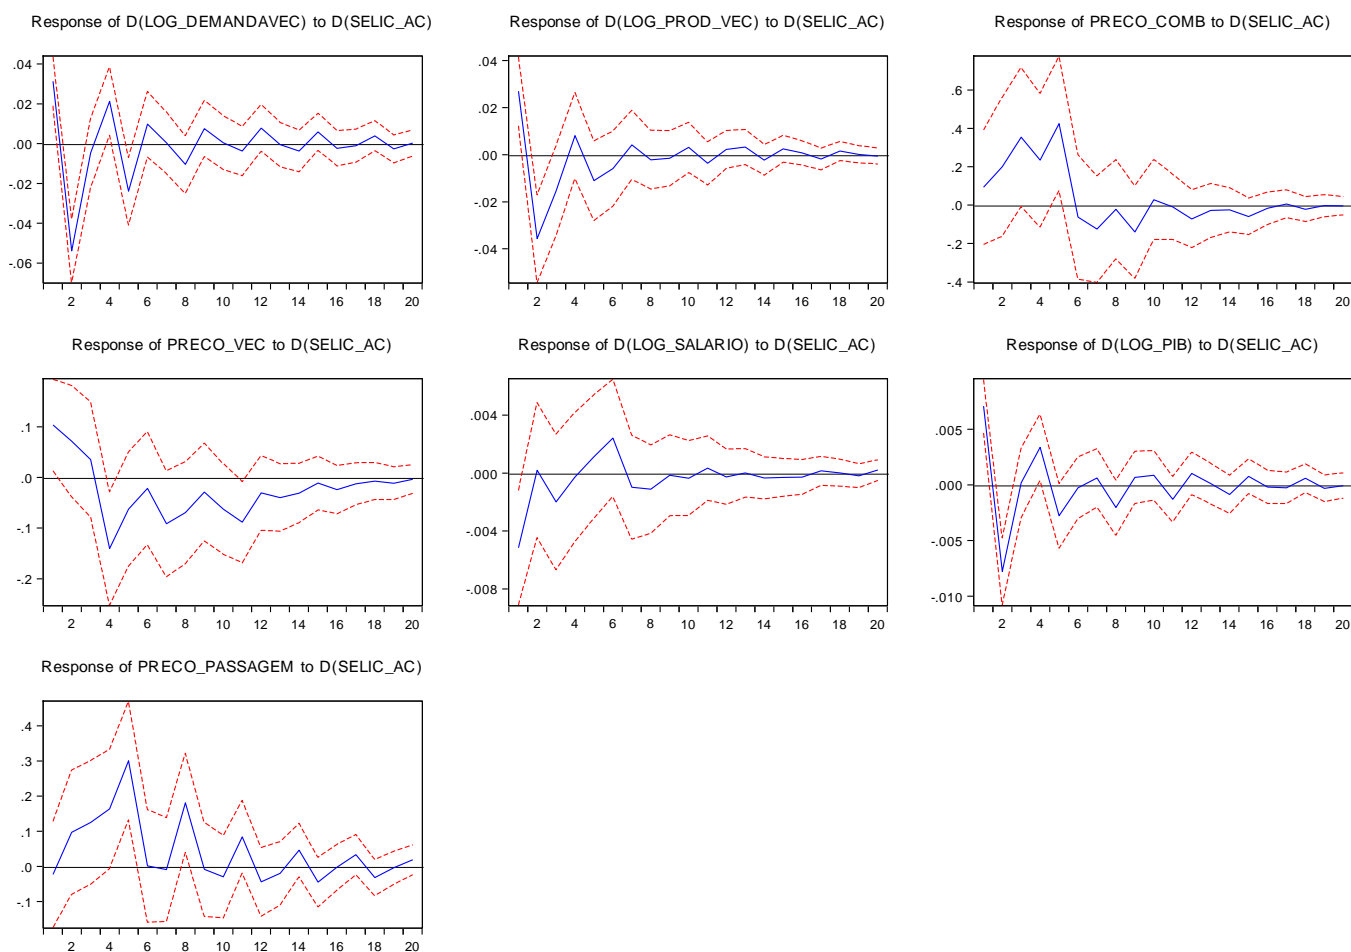 Response of D(LOG_DEMANDAVEC) to D(SELIC_AC)
.04
.02
.00
-.02
-.04
-.06
2 4 6 8 10 12 14 16 18 20
Response of D(LOG_PROD_VEC) to D(SELIC_AC)
.04
.02
.00
-.02
-.04
2 4 6 8 10 12 14 16 18 20
Response of PRECO_COMB to D(SELIC_AC)
.6
.4
.2
.0
-.2
-.4
2 4 6 8 10 12 14 16 18 20
Response of PRECO_VEC to D(SELIC_AC)
.1
.0
-.1
-.2
2 4 6 8 10 12 14 16 18 20
Response of D(LOG_SALARIO) to D(SELIC_AC)
.004
.000
-.004
-.008
2 4 6 8 10 12 14 16 18 20
Response of D(LOG_PIB) to D(SELIC_AC)
.005
.000
-.005
-.010
2 4 6 8 10 12 14 16 18 20
Response of PRECO_PASSAGEM to D(SELIC_AC)
.4
.3
.2
.1
.0
-.1
2 4 6 8 10 12 14 16 18 20